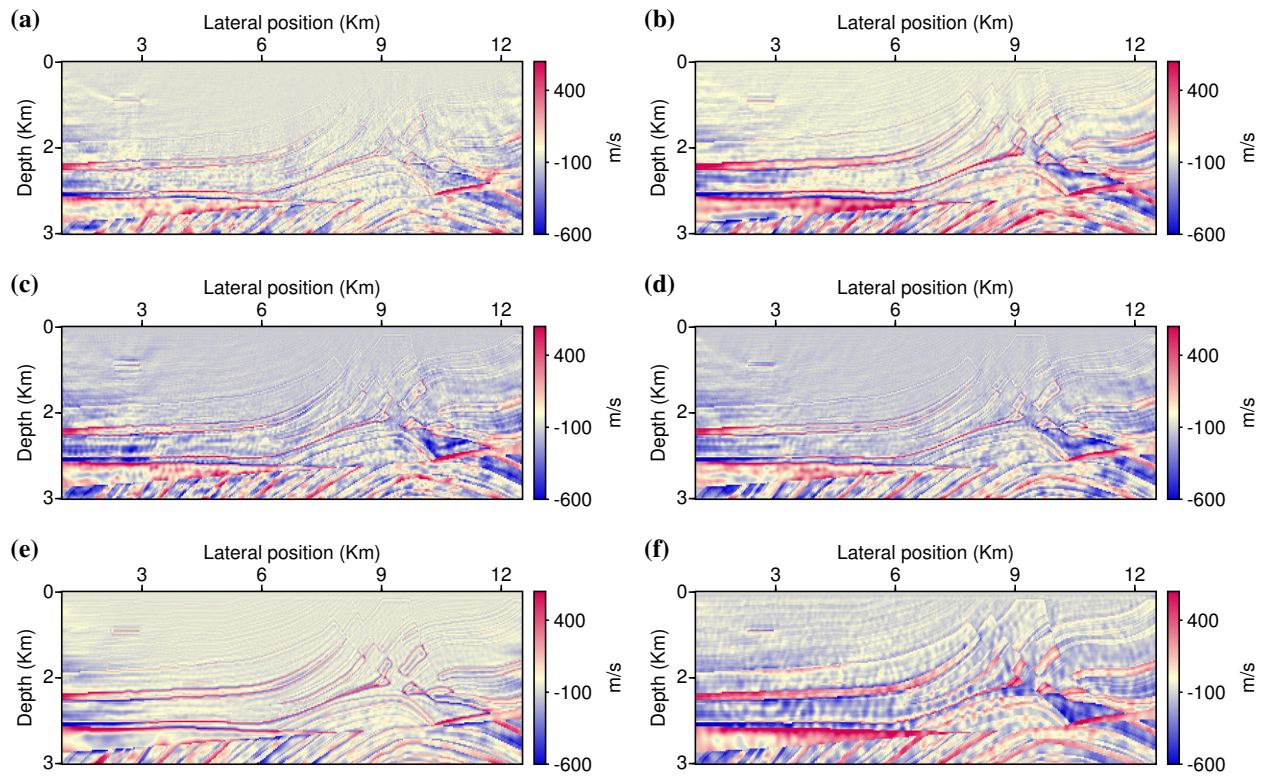 (a)
Lateral position (Km)
3 6 9 12
0
2
3
Depth (Km)
400
-100
-600
m/s
(b)
Lateral position (Km)
3 6 9 12
0
2
3
Depth (Km)
400
-100
-600
m/s
(c)
Lateral position (Km)
3 6 9 12
0
2
3
Depth (Km)
400
-100
-600
m/s
(d)
Lateral position (Km)
3 6 9 12
0
2
3
Depth (Km)
400
-100
-600
m/s
(e)
Lateral position (Km)
3 6 9 12
0
2
3
Depth (Km)
400
-100
-600
m/s
(f)
Lateral position (Km)
3 6 9 12
0
2
3
Depth (Km)
400
-100
-600
m/s